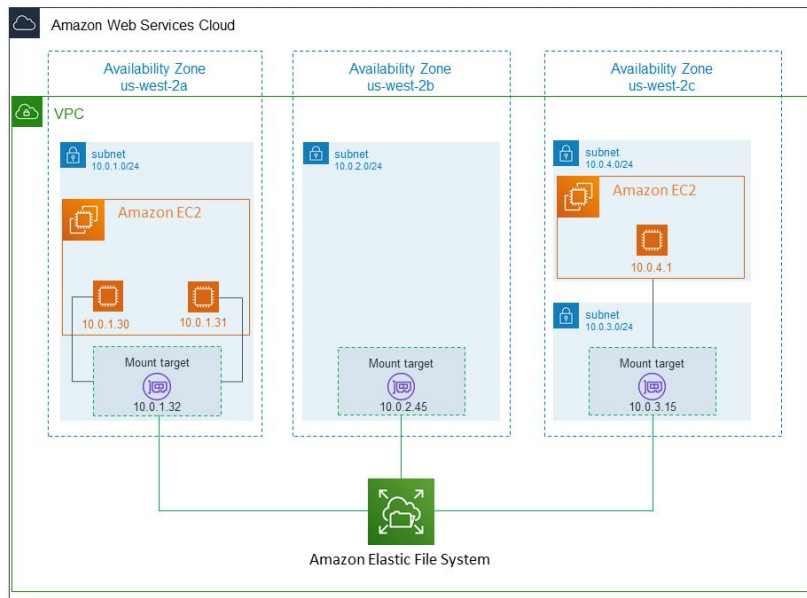 Amazon Web Services Cloud
Availability Zone
us-west-2a
Availability Zone
us-west-2b
Availability Zone
us-west-2c
VPC
subnet
10.0.1.0/24
Amazon EC2
10.0.1.30
10.0.1.31
Mount target
10.0.1.32
subnet
10.0.2.0/24
Mount target
10.0.2.45
subnet
10.0.4.0/24
Amazon EC2
10.0.4.1
subnet
10.0.3.0/24
Mount target
10.0.3.15
Amazon Elastic File System